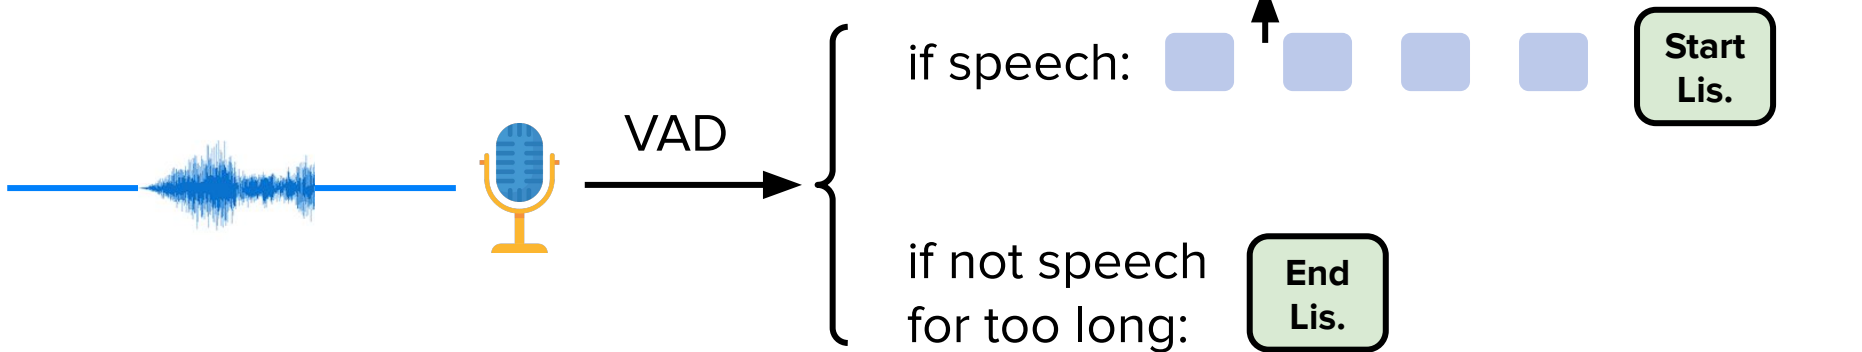 VAD
if speech:
Start
Lis.
if not speech
for too long:
End
Lis.